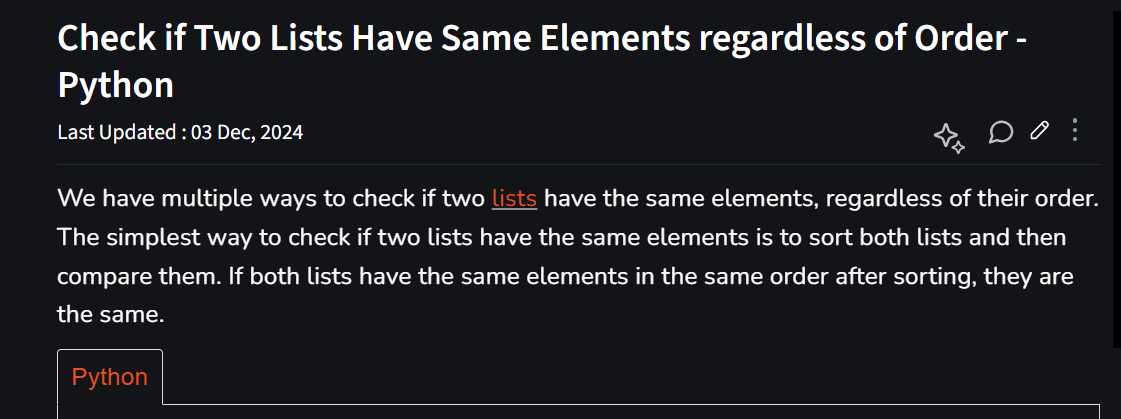 Check if Two Lists Have Same Elements regardless of Order -
Python
Last Updated : 03 Dec, 2024
We have multiple ways to check if two lists have the same elements, regardless of their order.
The simplest way to check if two lists have the same elements is to sort both lists and then
compare them. If both lists have the same elements in the same order after sorting, they are
the same.
Python